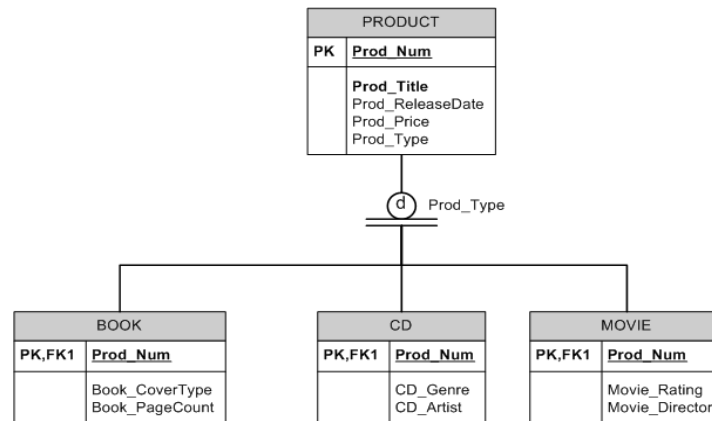 PRODUCT
PK Prod_Num
Prod_Title
Prod_ReleaseDate
Prod_Price
Prod_Type
d Prod_Type
BOOK
PK,FK1 Prod_Num
Book_CoverType
Book_PageCount
CD
PK,FK1 Prod_Num
CD_Genre
CD_Artist
MOVIE
PK,FK1 Prod_Num
Movie_Rating
Movie_Director